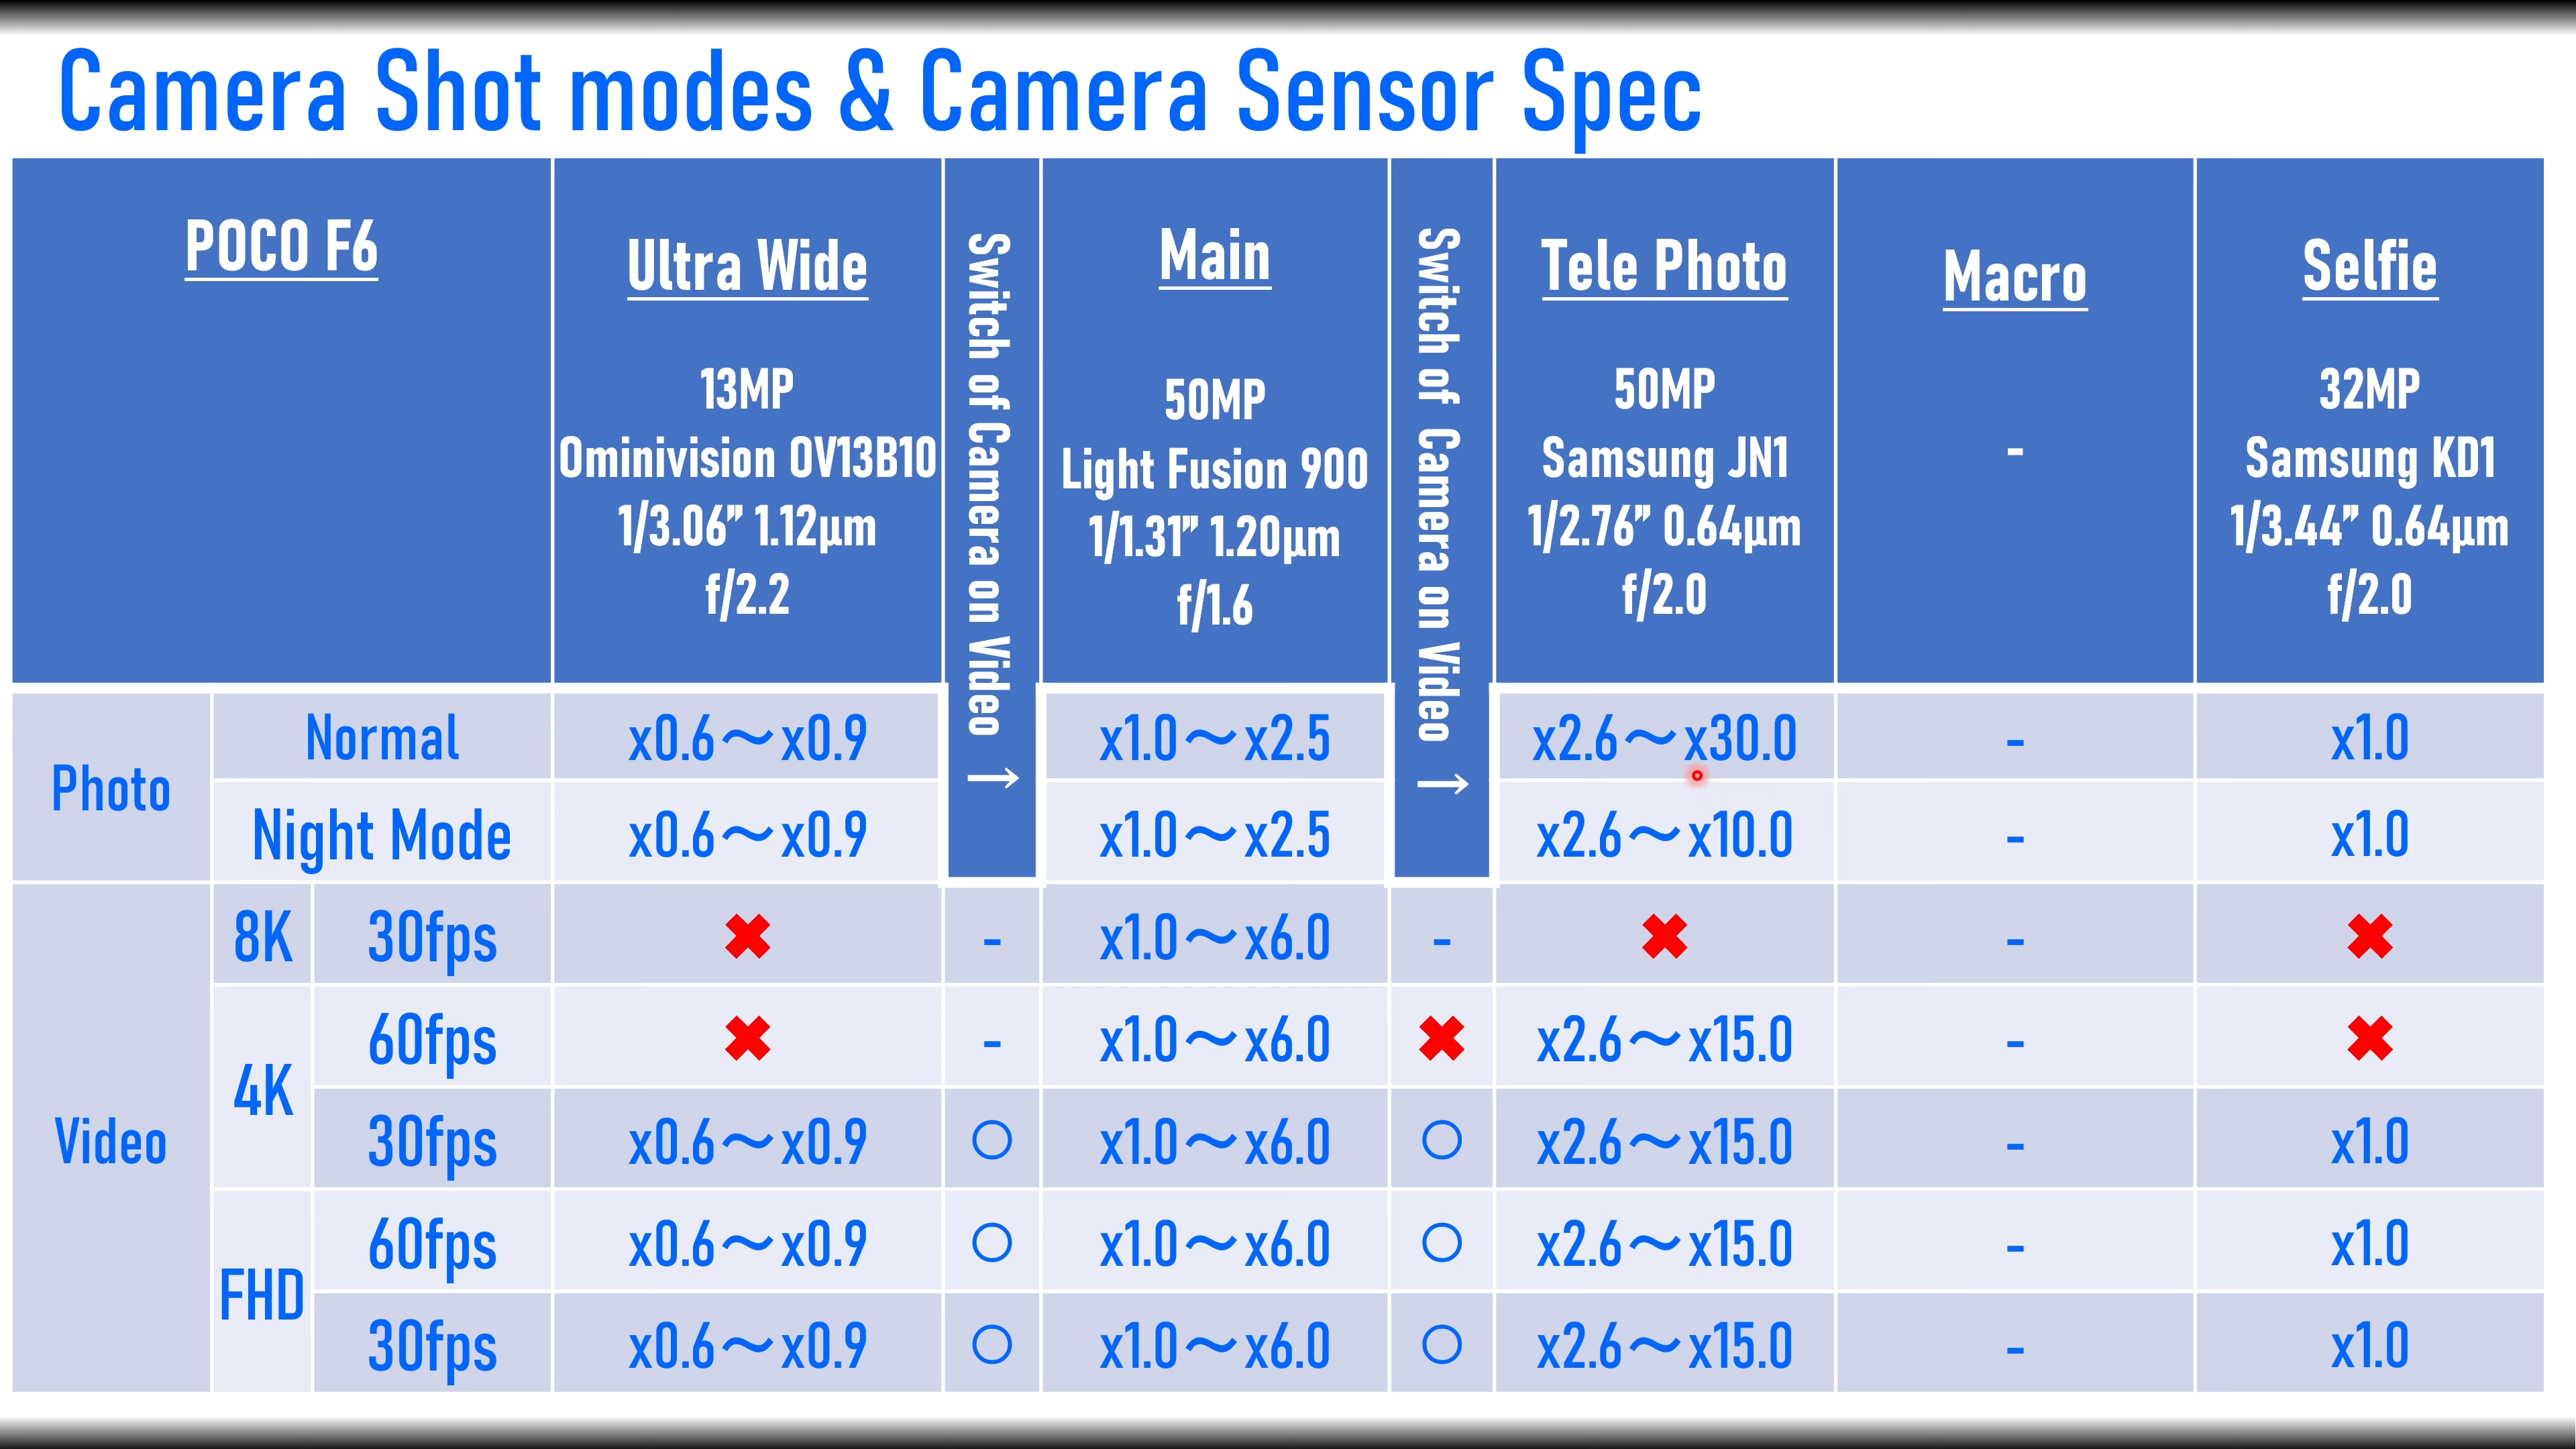 Camera Shot modes & Camera Sensor Spec
POCO F6
Ultra Wide
13MP
Ominivision OV13B10
1/3.06” 1.12μm
f/2.2
Switch of Camera on Video →
Main
50MP
Light Fusion 900
1/1.31” 1.20μm
f/1.6
Switch of Camera on Video →
Tele Photo
50MP
Samsung JN1
1/2.76” 0.64μm
f/2.0
Macro
-
Selfie
32MP
Samsung KD1
1/3.44” 0.64μm
f/2.0
Photo
Normal x0.6～x0.9 x1.0～x2.5 x2.6～x30.0 - x1.0
Night Mode x0.6～x0.9 x1.0～x2.5 x2.6～x10.0 - x1.0
Video
8K 30fps ✖ - x1.0～x6.0 - ✖ - ✖
4K
60fps ✖ - x1.0～x6.0 ✖ x2.6～x15.0 - ✖
30fps x0.6～x0.9 ○ x1.0～x6.0 ○ x2.6～x15.0 - x1.0
FHD
60fps x0.6～x0.9 ○ x1.0～x6.0 ○ x2.6～x15.0 - x1.0
30fps x0.6～x0.9 ○ x1.0～x6.0 ○ x2.6～x15.0 - x1.0